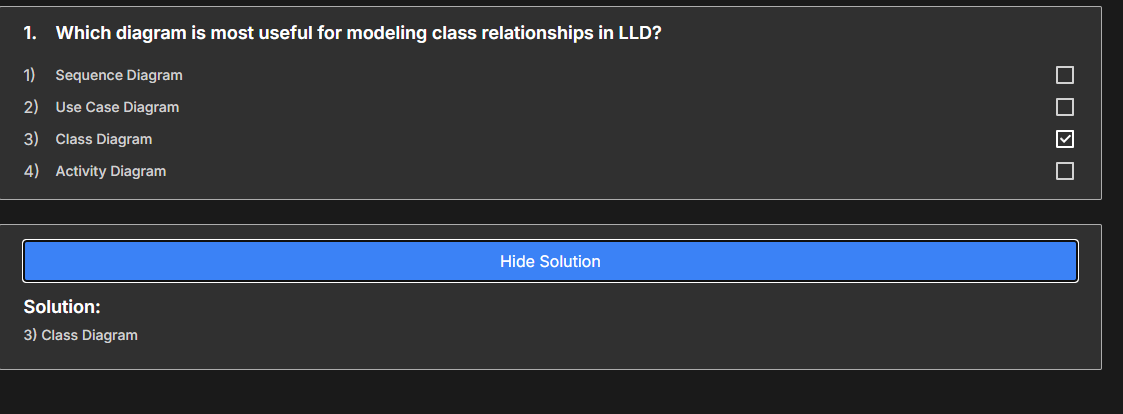 1. Which diagram is most useful for modeling class relationships in LLD?
1) Sequence Diagram
2) Use Case Diagram
3) Class Diagram
4) Activity Diagram
Hide Solution
Solution:
3) Class Diagram